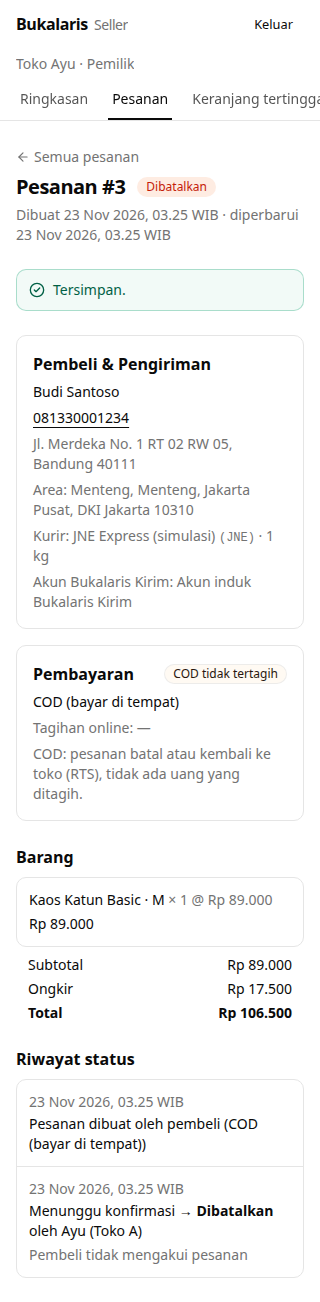 Bukalaris Seller
Keluar
Toko Ayu · Pemilik
Ringkasan Pesanan Keranjang tertingga
← Semua pesanan
Pesanan #3 Dibatalkan
Dibuat 23 Nov 2026, 03.25 WIB · diperbarui
23 Nov 2026, 03.25 WIB
Tersimpan.
Pembeli & Pengiriman
Budi Santoso
081330001234
Jl. Merdeka No. 1 RT 02 RW 05,
Bandung 40111
Area: Menteng, Menteng, Jakarta
Pusat, DKI Jakarta 10310
Kurir: JNE Express (simulasi) (JNE) · 1
kg
Akun Bukalaris Kirim: Akun induk
Bukalaris Kirim
Pembayaran COD tidak tertagih
COD (bayar di tempat)
Tagihan online: —
COD: pesanan batal atau kembali ke
toko (RTS), tidak ada uang yang
ditagih.
Barang
Kaos Katun Basic · M × 1 @ Rp 89.000
Rp 89.000
Subtotal Rp 89.000
Ongkir Rp 17.500
Total Rp 106.500
Riwayat status
23 Nov 2026, 03.25 WIB
Pesanan dibuat oleh pembeli (COD
(bayar di tempat))
23 Nov 2026, 03.25 WIB
Menunggu konfirmasi → Dibatalkan
oleh Ayu (Toko A)
Pembeli tidak mengakui pesanan